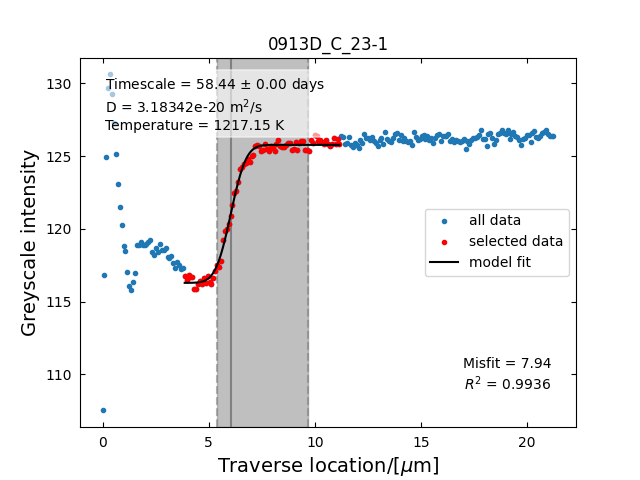 0913D_C_23-1
Timescale = 58.44 ± 0.00 days
D = 3.18342e-20 m²/s
Temperature = 1217.15 K
130
125
120
115
110
Greyscale intensity
all data
selected data
model fit
Misfit = 7.94
R² = 0.9936
0
5
10
15
20
Traverse location/[μm]